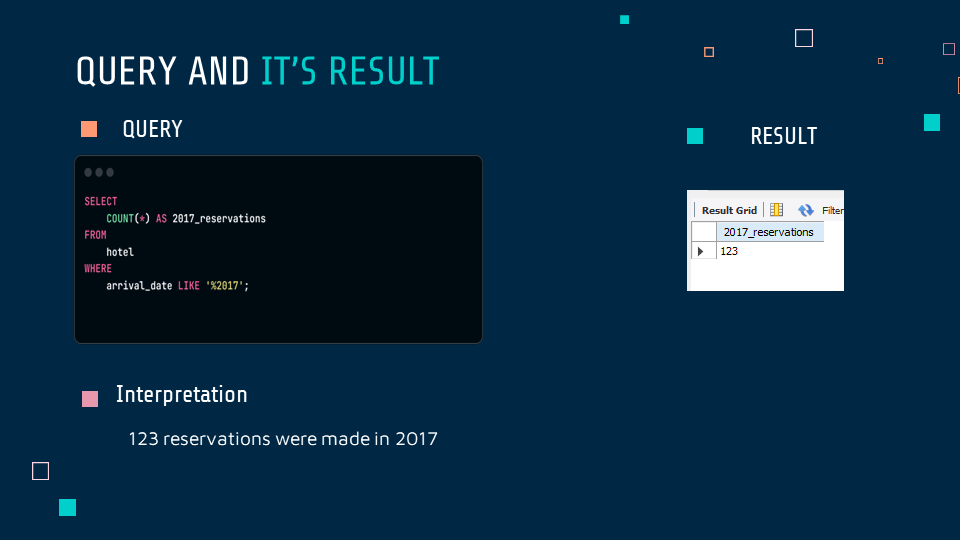 QUERY AND IT'S RESULT
QUERY
SELECT
COUNT(*) AS 2017_reservations
FROM
hotel
WHERE
arrival_date LIKE '%2017';
RESULT
Result Grid
Filter
2017_reservations
123
Interpretation
123 reservations were made in 2017